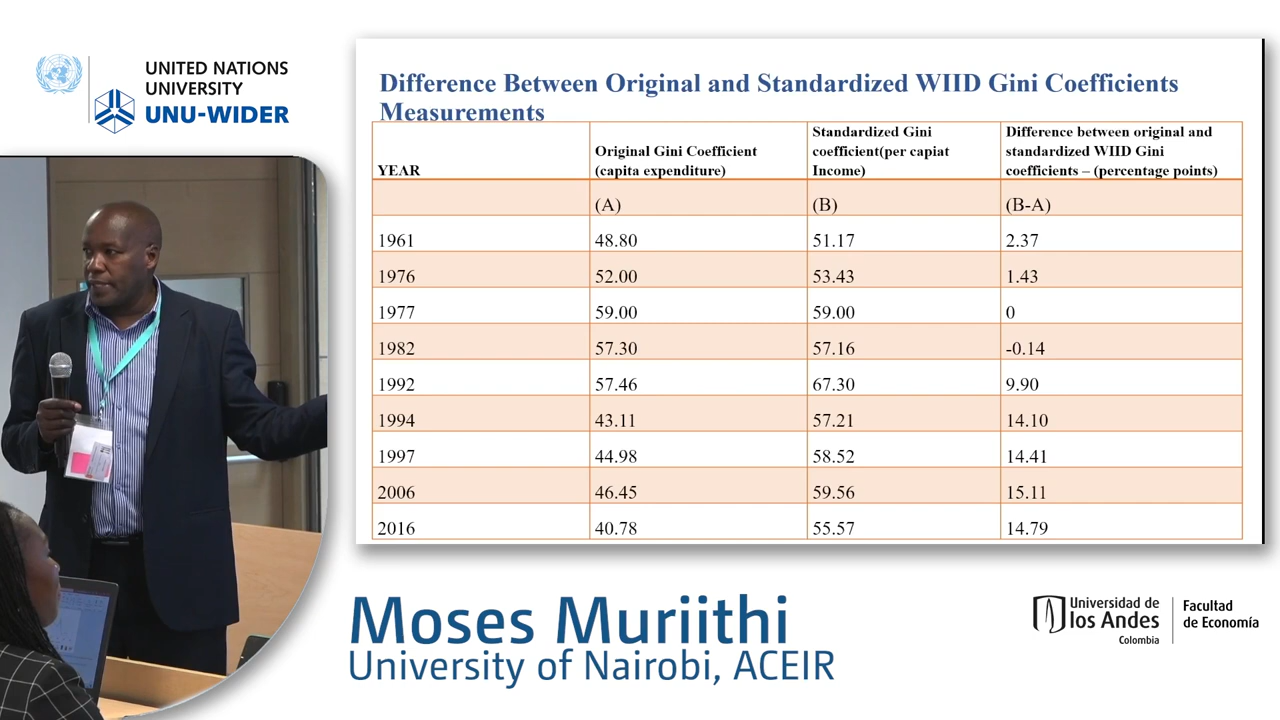 UNITED NATIONS
UNIVERSITY
UNU-WIDER
Difference Between Original and Standardized WIID Gini Coefficients
Measurements
YEAR
Original Gini Coefficient
(capita expenditure)
Standardized Gini
coefficient(per capiat
Income)
Difference between original and
standardized WIID Gini
coefficients – (percentage points)
(A) (B) (B-A)
1961 48.80 51.17 2.37
1976 52.00 53.43 1.43
1977 59.00 59.00 0
1982 57.30 57.16 -0.14
1992 57.46 67.30 9.90
1994 43.11 57.21 14.10
1997 44.98 58.52 14.41
2006 46.45 59.56 15.11
2016 40.78 55.57 14.79
Moses Muriithi
University of Nairobi, ACEIR
Universidad de
los Andes
Colombia
Facultad
de Economía